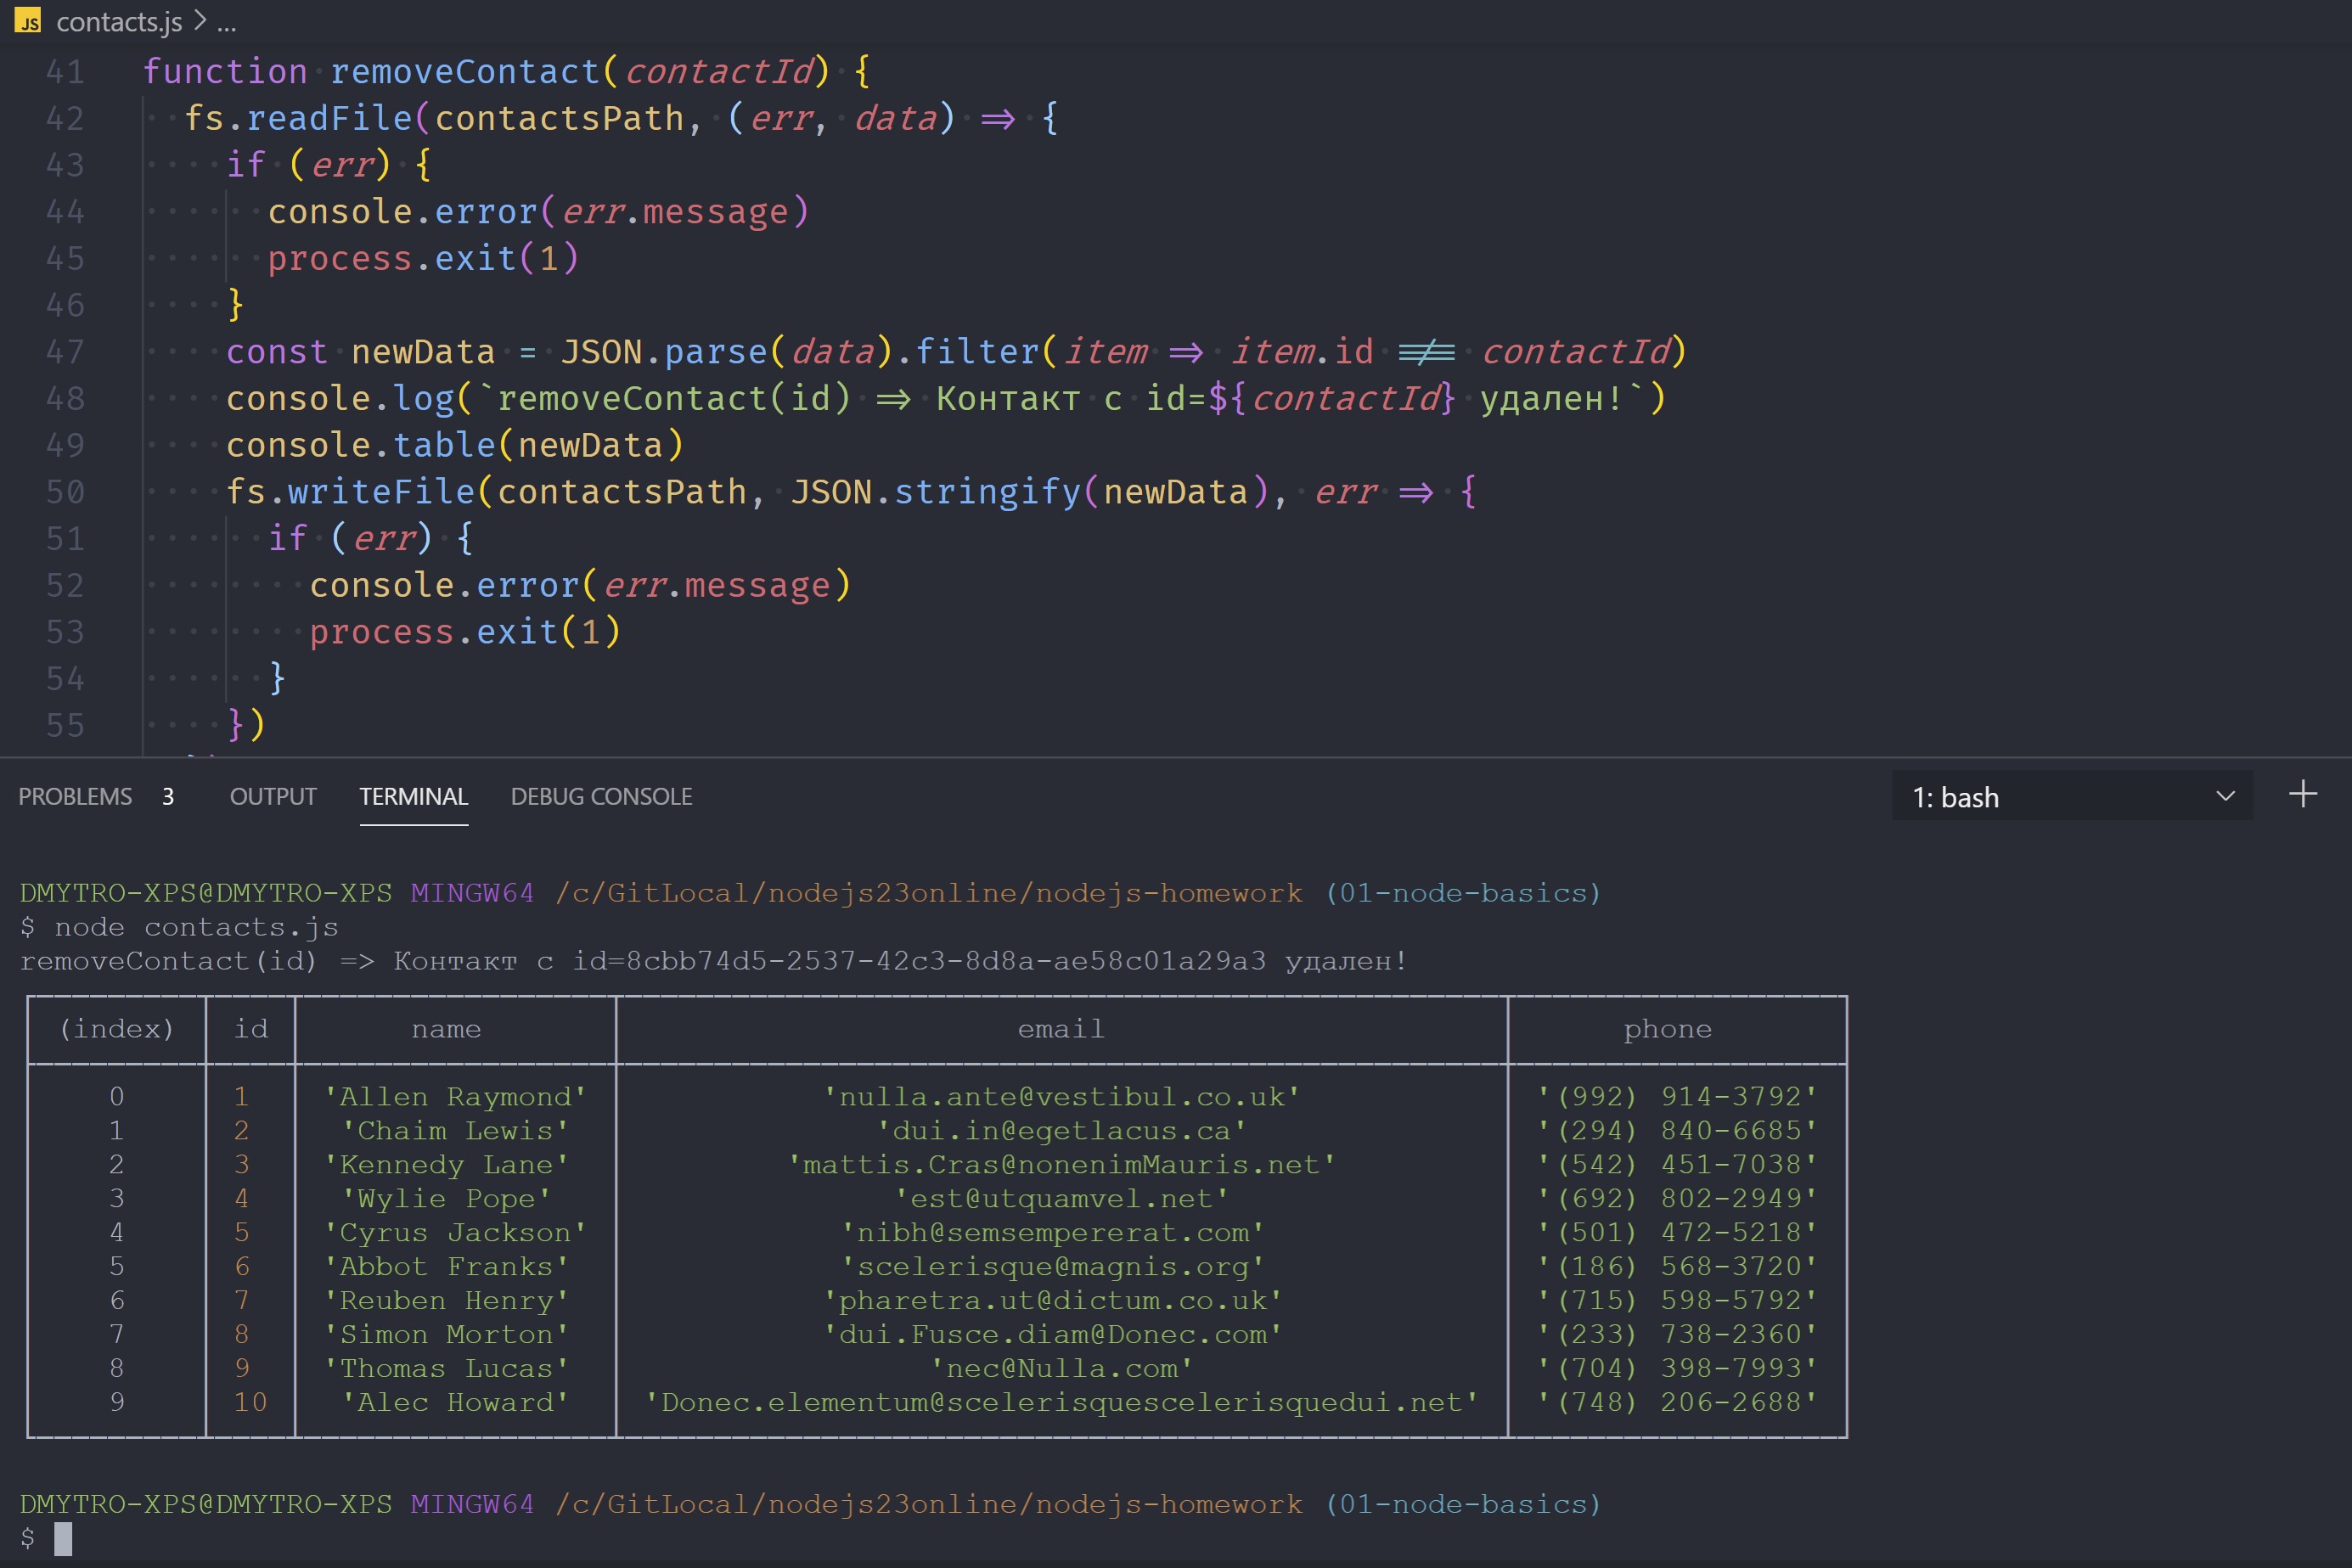 JS contacts.js > ...
41 function removeContact(contactId) {
42 fs.readFile(contactsPath, (err, data) => {
43 if (err) {
44 console.error(err.message)
45 process.exit(1)
46 }
47 const newData = JSON.parse(data).filter(item => item.id !== contactId)
48 console.log(`removeContact(id) => Контакт с id=${contactId} удален!`)
49 console.table(newData)
50 fs.writeFile(contactsPath, JSON.stringify(newData), err => {
51 if (err) {
52 console.error(err.message)
53 process.exit(1)
54 }
55 })
PROBLEMS 3 OUTPUT TERMINAL DEBUG CONSOLE 1: bash
DMYTRO-XPS@DMYTRO-XPS MINGW64 /c/GitLocal/nodejs23online/nodejs-homework (01-node-basics)
$ node contacts.js
removeContact(id) => Контакт с id=8cbb74d5-2537-42c3-8d8a-ae58c01a29a3 удален!
(index) id name email phone
0 1 'Allen Raymond' 'nulla.ante@vestibul.co.uk' '(992) 914-3792'
1 2 'Chaim Lewis' 'dui.in@egetlacus.ca' '(294) 840-6685'
2 3 'Kennedy Lane' 'mattis.Cras@nonenimMauris.net' '(542) 451-7038'
3 4 'Wylie Pope' 'est@utquamvel.net' '(692) 802-2949'
4 5 'Cyrus Jackson' 'nibh@semsempererat.com' '(501) 472-5218'
5 6 'Abbot Franks' 'scelerisque@magnis.org' '(186) 568-3720'
6 7 'Reuben Henry' 'pharetra.ut@dictum.co.uk' '(715) 598-5792'
7 8 'Simon Morton' 'dui.Fusce.diam@Donec.com' '(233) 738-2360'
8 9 'Thomas Lucas' 'nec@Nulla.com' '(704) 398-7993'
9 10 'Alec Howard' 'Donec.elementum@scelerisquescelerisquedui.net' '(748) 206-2688'
DMYTRO-XPS@DMYTRO-XPS MINGW64 /c/GitLocal/nodejs23online/nodejs-homework (01-node-basics)
$